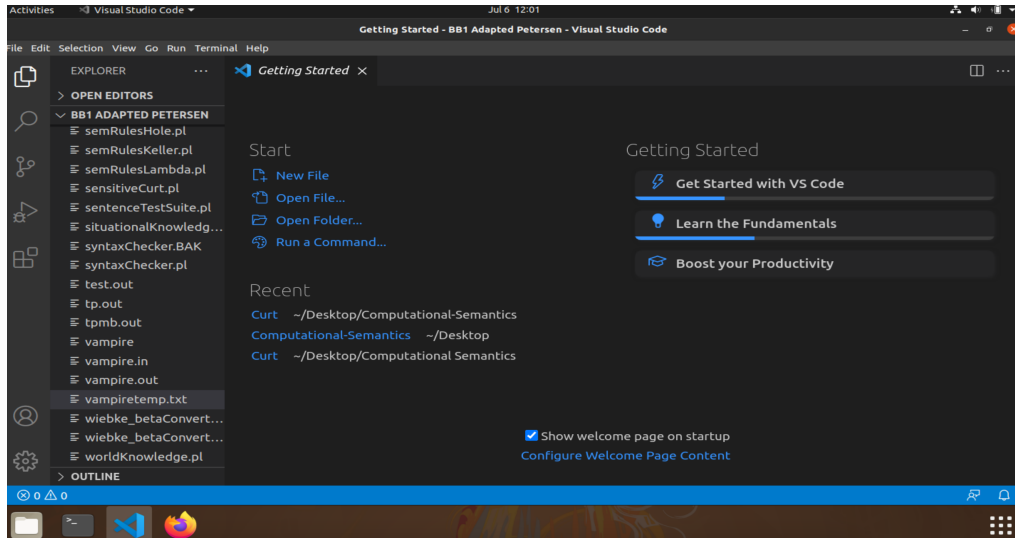 Activities Visual Studio Code Jul 6 12:01
Getting Started - BB1 Adapted Petersen - Visual Studio Code
File Edit Selection View Go Run Terminal Help
EXPLORER
Getting Started
OPEN EDITORS
BB1 ADAPTED PETERSEN
semRulesHole.pl
semRulesKeller.pl
semRulesLambda.pl
sensitiveCurt.pl
sentenceTestSuite.pl
situationalKnowledg...
syntaxChecker.BAK
syntaxChecker.pl
test.out
tp.out
tpmb.out
vampire
vampire.in
vampire.out
vampiretemp.txt
wiebke_betaConvert...
wiebke_betaConvert...
worldKnowledge.pl
OUTLINE
Start
New File
Open File...
Open Folder...
Run a Command...
Recent
Curt ~/Desktop/Computational-Semantics
Computational-Semantics ~/Desktop
Curt ~/Desktop/Computational Semantics
Getting Started
Get Started with VS Code
Learn the Fundamentals
Boost your Productivity
Show welcome page on startup
Configure Welcome Page Content
0 0